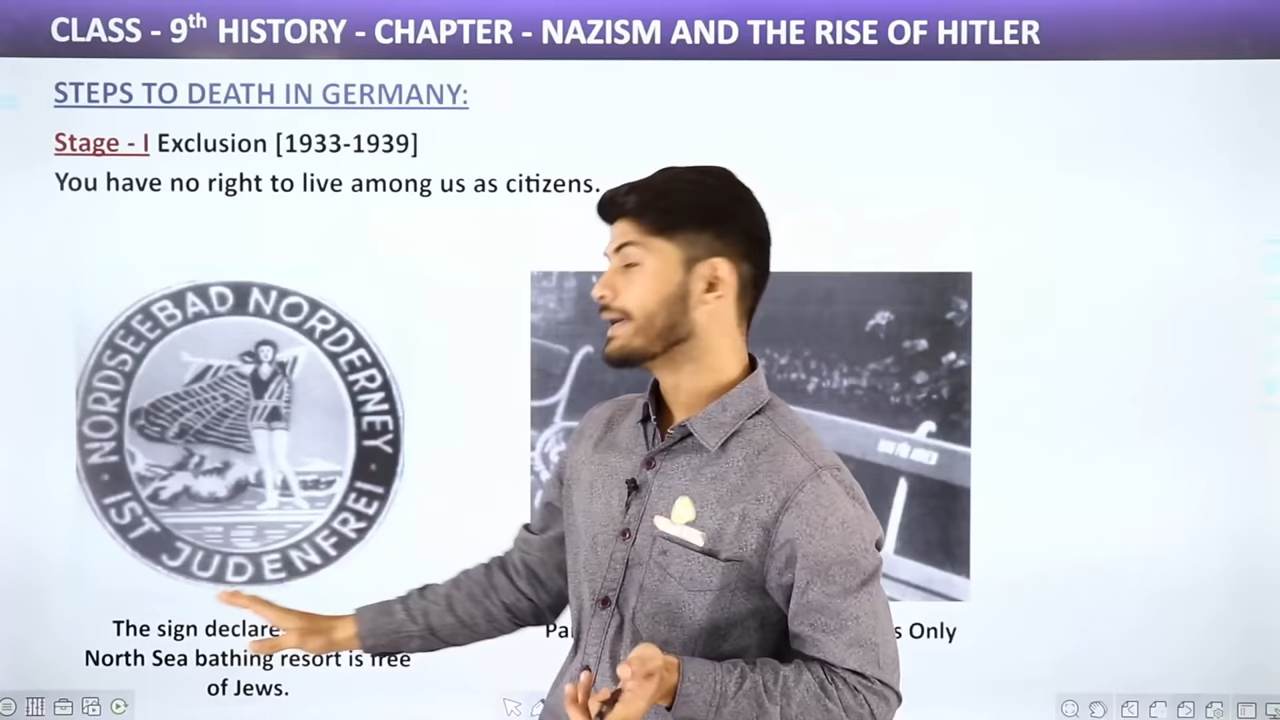 CLASS - 9th HISTORY - CHAPTER - NAZISM AND THE RISE OF HITLER
STEPS TO DEATH IN GERMANY:
Stage - I Exclusion [1933-1939]
You have no right to live among us as citizens.
NORDSEEBAD NORDERNEY
· IST JUDENFREI ·
The sign declare
North Sea bathing resort is free
of Jews.
s Only